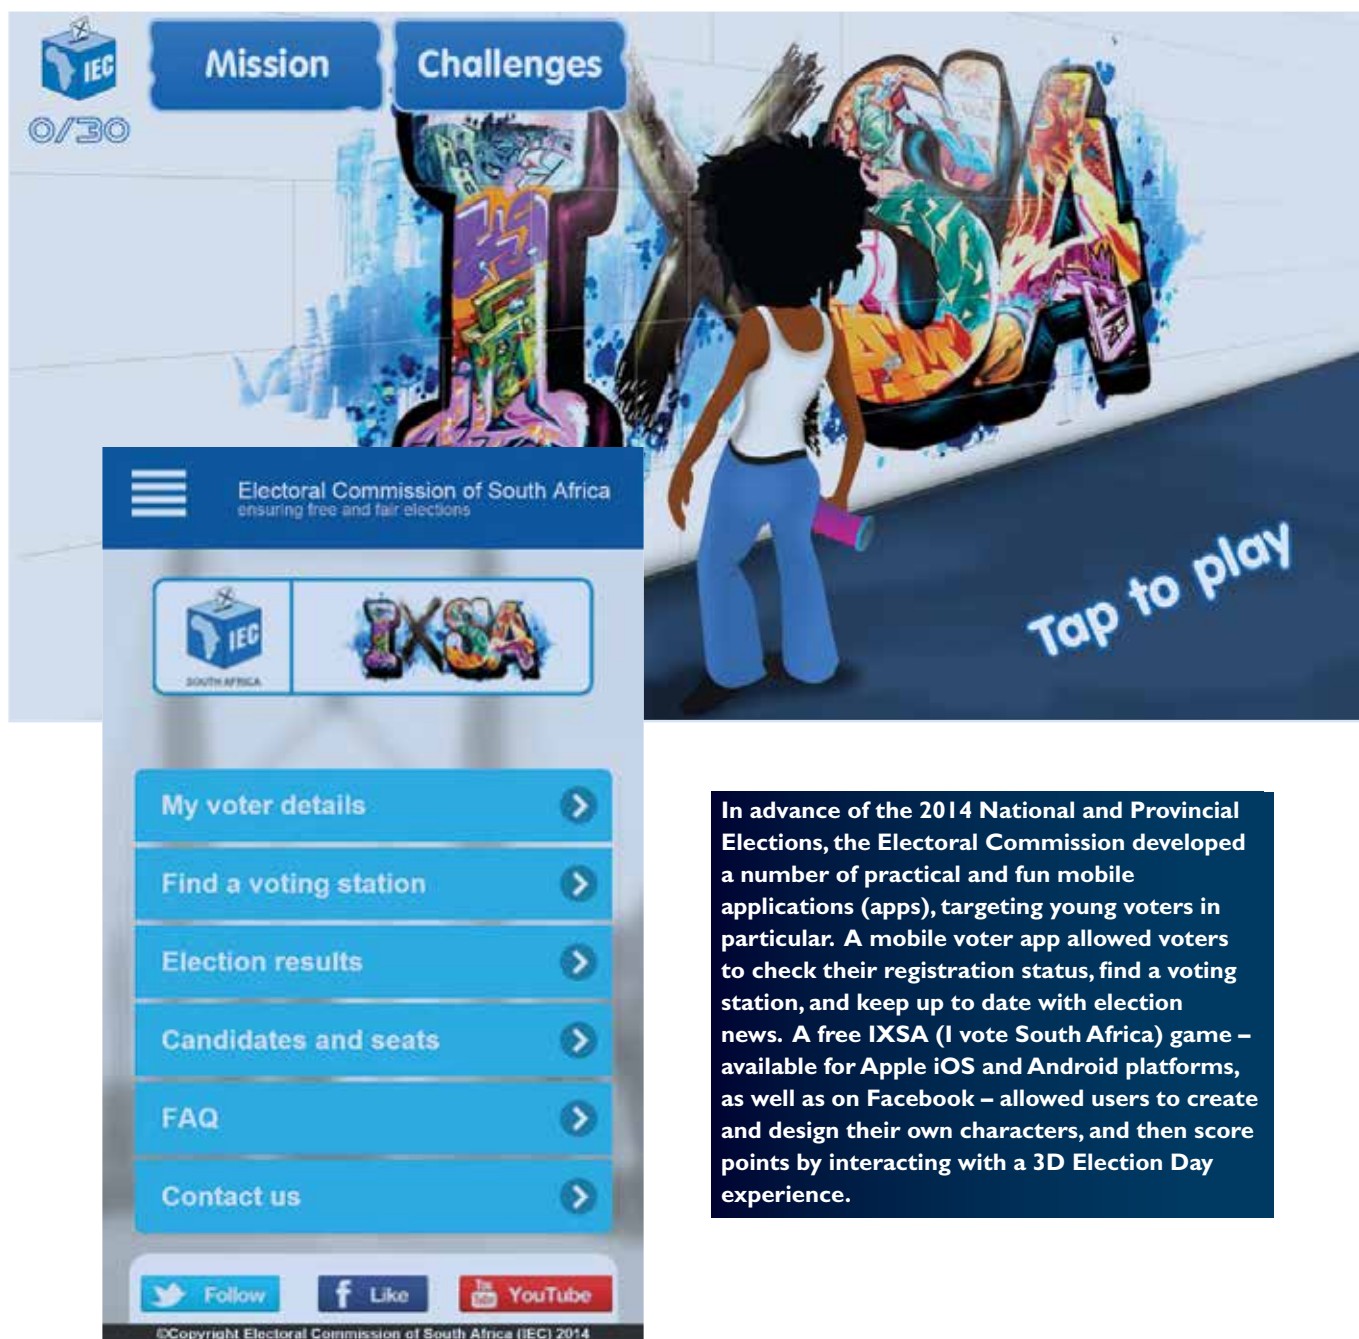 IEC
Mission
Challenges
0/30
IXSA
Tap to play
Electoral Commission of South Africa
ensuring free and fair elections
IEC
SOUTH AFRICA
IXSA
My voter details
Find a voting station
Election results
Candidates and seats
FAQ
Contact us
Follow
f Like
You Tube YouTube
©Copyright Electoral Commission of South Africa (IEC) 2014
In advance of the 2014 National and Provincial
Elections, the Electoral Commission developed
a number of practical and fun mobile
applications (apps), targeting young voters in
particular. A mobile voter app allowed voters
to check their registration status, find a voting
station, and keep up to date with election
news. A free IXSA (I vote South Africa) game –
available for Apple iOS and Android platforms,
as well as on Facebook – allowed users to create
and design their own characters, and then score
points by interacting with a 3D Election Day
experience.